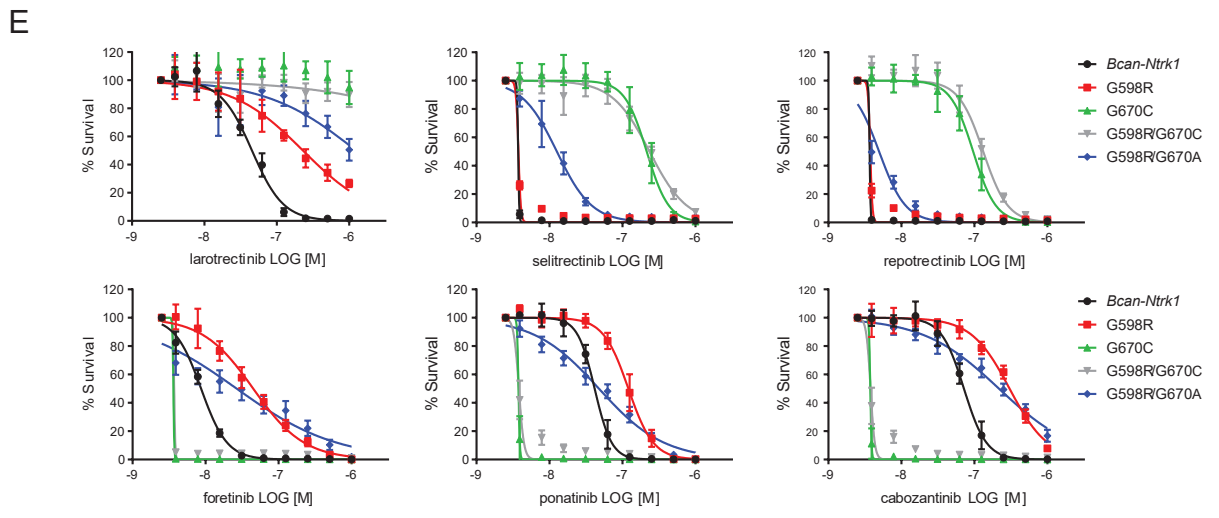 E
120
100
80
60
40
20
0
% Survival
-9 -8 -7 -6
larotrectinib LOG [M]
120
100
80
60
40
20
0
% Survival
-9 -8 -7 -6
selitrectinib LOG [M]
120
100
80
60
40
20
0
% Survival
-9 -8 -7 -6
repotrectinib LOG [M]
Bcan-Ntrk1
G598R
G670C
G598R/G670C
G598R/G670A
120
100
80
60
40
20
0
% Survival
-9 -8 -7 -6
foretinib LOG [M]
120
100
80
60
40
20
0
% Survival
-9 -8 -7 -6
ponatinib LOG [M]
120
100
80
60
40
20
0
% Survival
-9 -8 -7 -6
cabozantinib LOG [M]
Bcan-Ntrk1
G598R
G670C
G598R/G670C
G598R/G670A